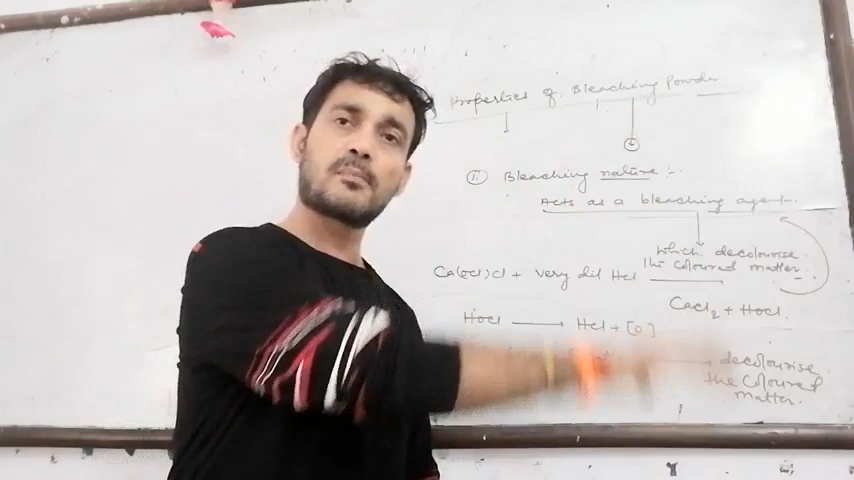 Properties of Bleaching Powder
(ii) Bleaching nature :-
Acts as a bleaching agent.
which decolourise
the coloured matter.
Ca(ocl)cl + very dil Hcl
CaCl2 + Hocl.
Hocl → Hcl + [o]
decolourise
the coloured
matter.